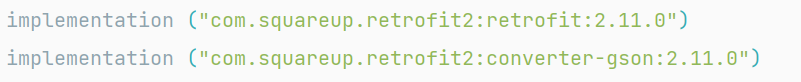 implementation ("com.squareup.retrofit2:retrofit:2.11.0")
implementation ("com.squareup.retrofit2:converter-gson:2.11.0")